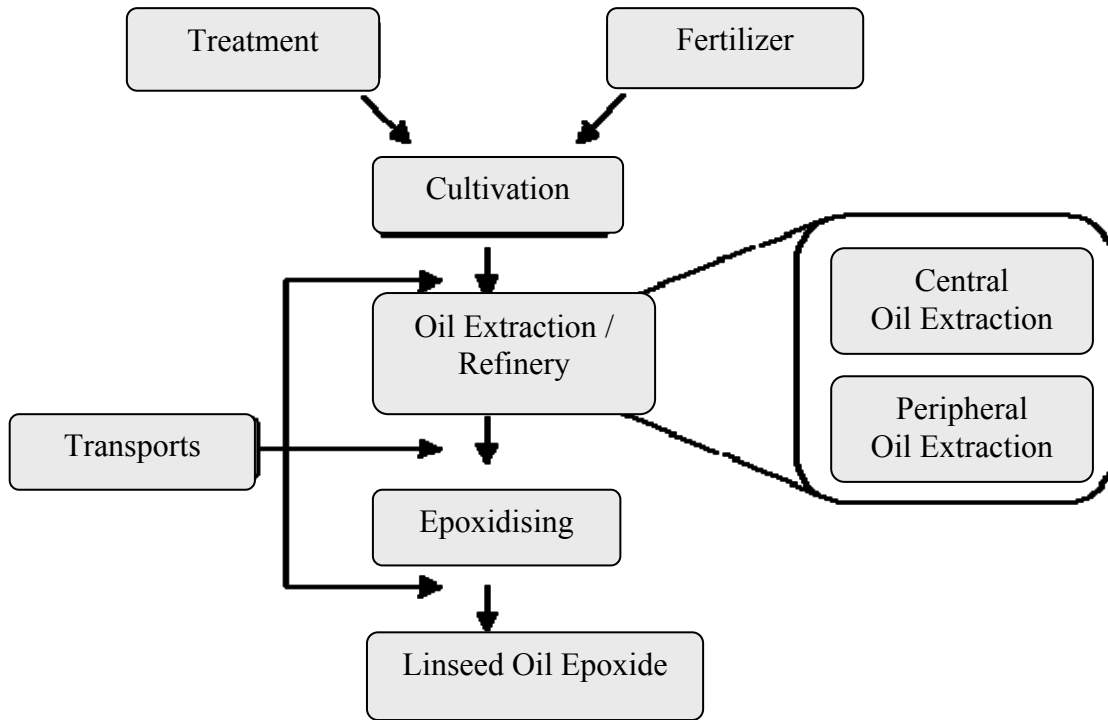 Treatment
Fertilizer
Cultivation
Oil Extraction /
Refinery
Central
Oil Extraction
Peripheral
Oil Extraction
Transports
Epoxidising
Linseed Oil Epoxide